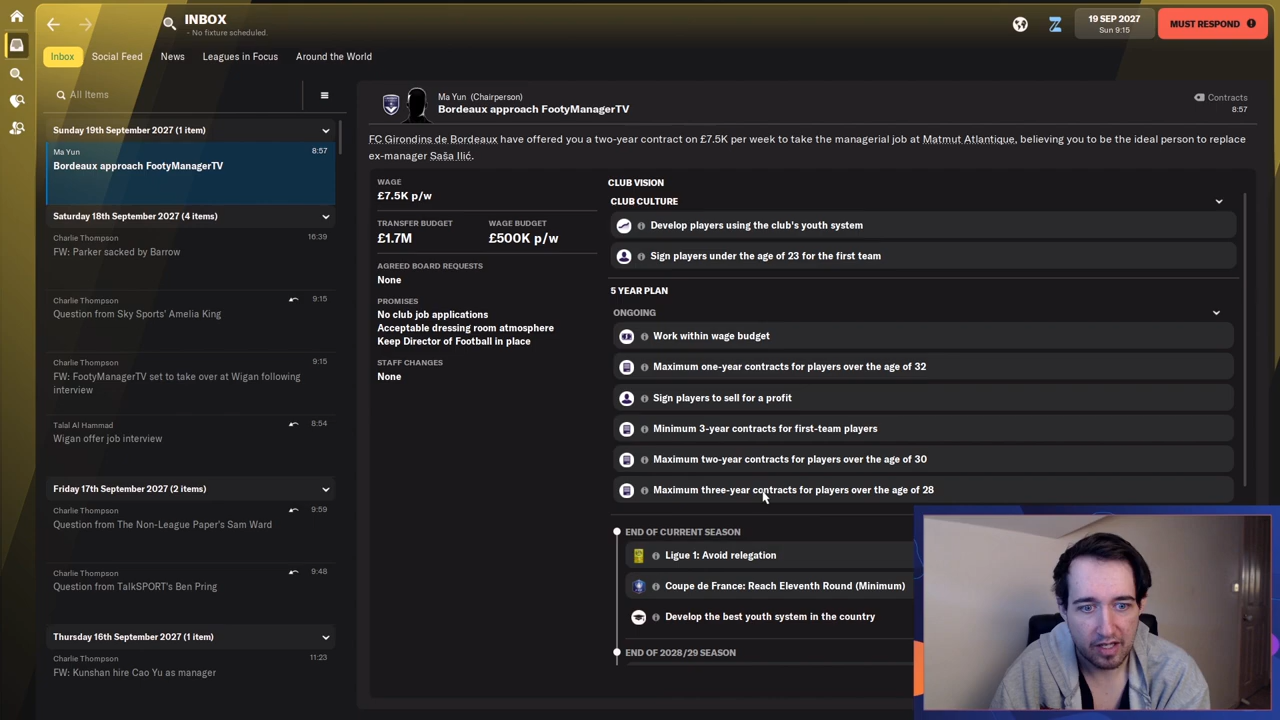 INBOX
- No fixture scheduled.
19 SEP 2027
Sun 9:15
MUST RESPOND
Inbox
Social Feed
News
Leagues in Focus
Around the World
All Items
Sunday 19th September 2027 (1 item)
Ma Yun
8:57
Bordeaux approach FootyManagerTV
Saturday 18th September 2027 (4 items)
Charlie Thompson
16:39
FW: Parker sacked by Barrow
Charlie Thompson
9:15
Question from Sky Sports' Amelia King
Charlie Thompson
9:15
FW: FootyManagerTV set to take over at Wigan following
interview
Talal Al Hammad
8:54
Wigan offer job interview
Friday 17th September 2027 (2 items)
Charlie Thompson
9:59
Question from The Non-League Paper's Sam Ward
Charlie Thompson
9:48
Question from TalkSPORT's Ben Pring
Thursday 16th September 2027 (1 item)
Charlie Thompson
11:23
FW: Kunshan hire Cao Yu as manager
Ma Yun (Chairperson)
Bordeaux approach FootyManagerTV
Contracts
8:57
FC Girondins de Bordeaux have offered you a two-year contract on £7.5K per week to take the managerial job at Matmut Atlantique, believing you to be the ideal person to replace
ex-manager Saša Ilić.
WAGE
£7.5K p/w
TRANSFER BUDGET
£1.7M
WAGE BUDGET
£500K p/w
AGREED BOARD REQUESTS
None
PROMISES
No club job applications
Acceptable dressing room atmosphere
Keep Director of Football in place
STAFF CHANGES
None
CLUB VISION
CLUB CULTURE
Develop players using the club's youth system
Sign players under the age of 23 for the first team
5 YEAR PLAN
ONGOING
Work within wage budget
Maximum one-year contracts for players over the age of 32
Sign players to sell for a profit
Minimum 3-year contracts for first-team players
Maximum two-year contracts for players over the age of 30
Maximum three-year contracts for players over the age of 28
END OF CURRENT SEASON
Ligue 1: Avoid relegation
Coupe de France: Reach Eleventh Round (Minimum)
Develop the best youth system in the country
END OF 2028/29 SEASON